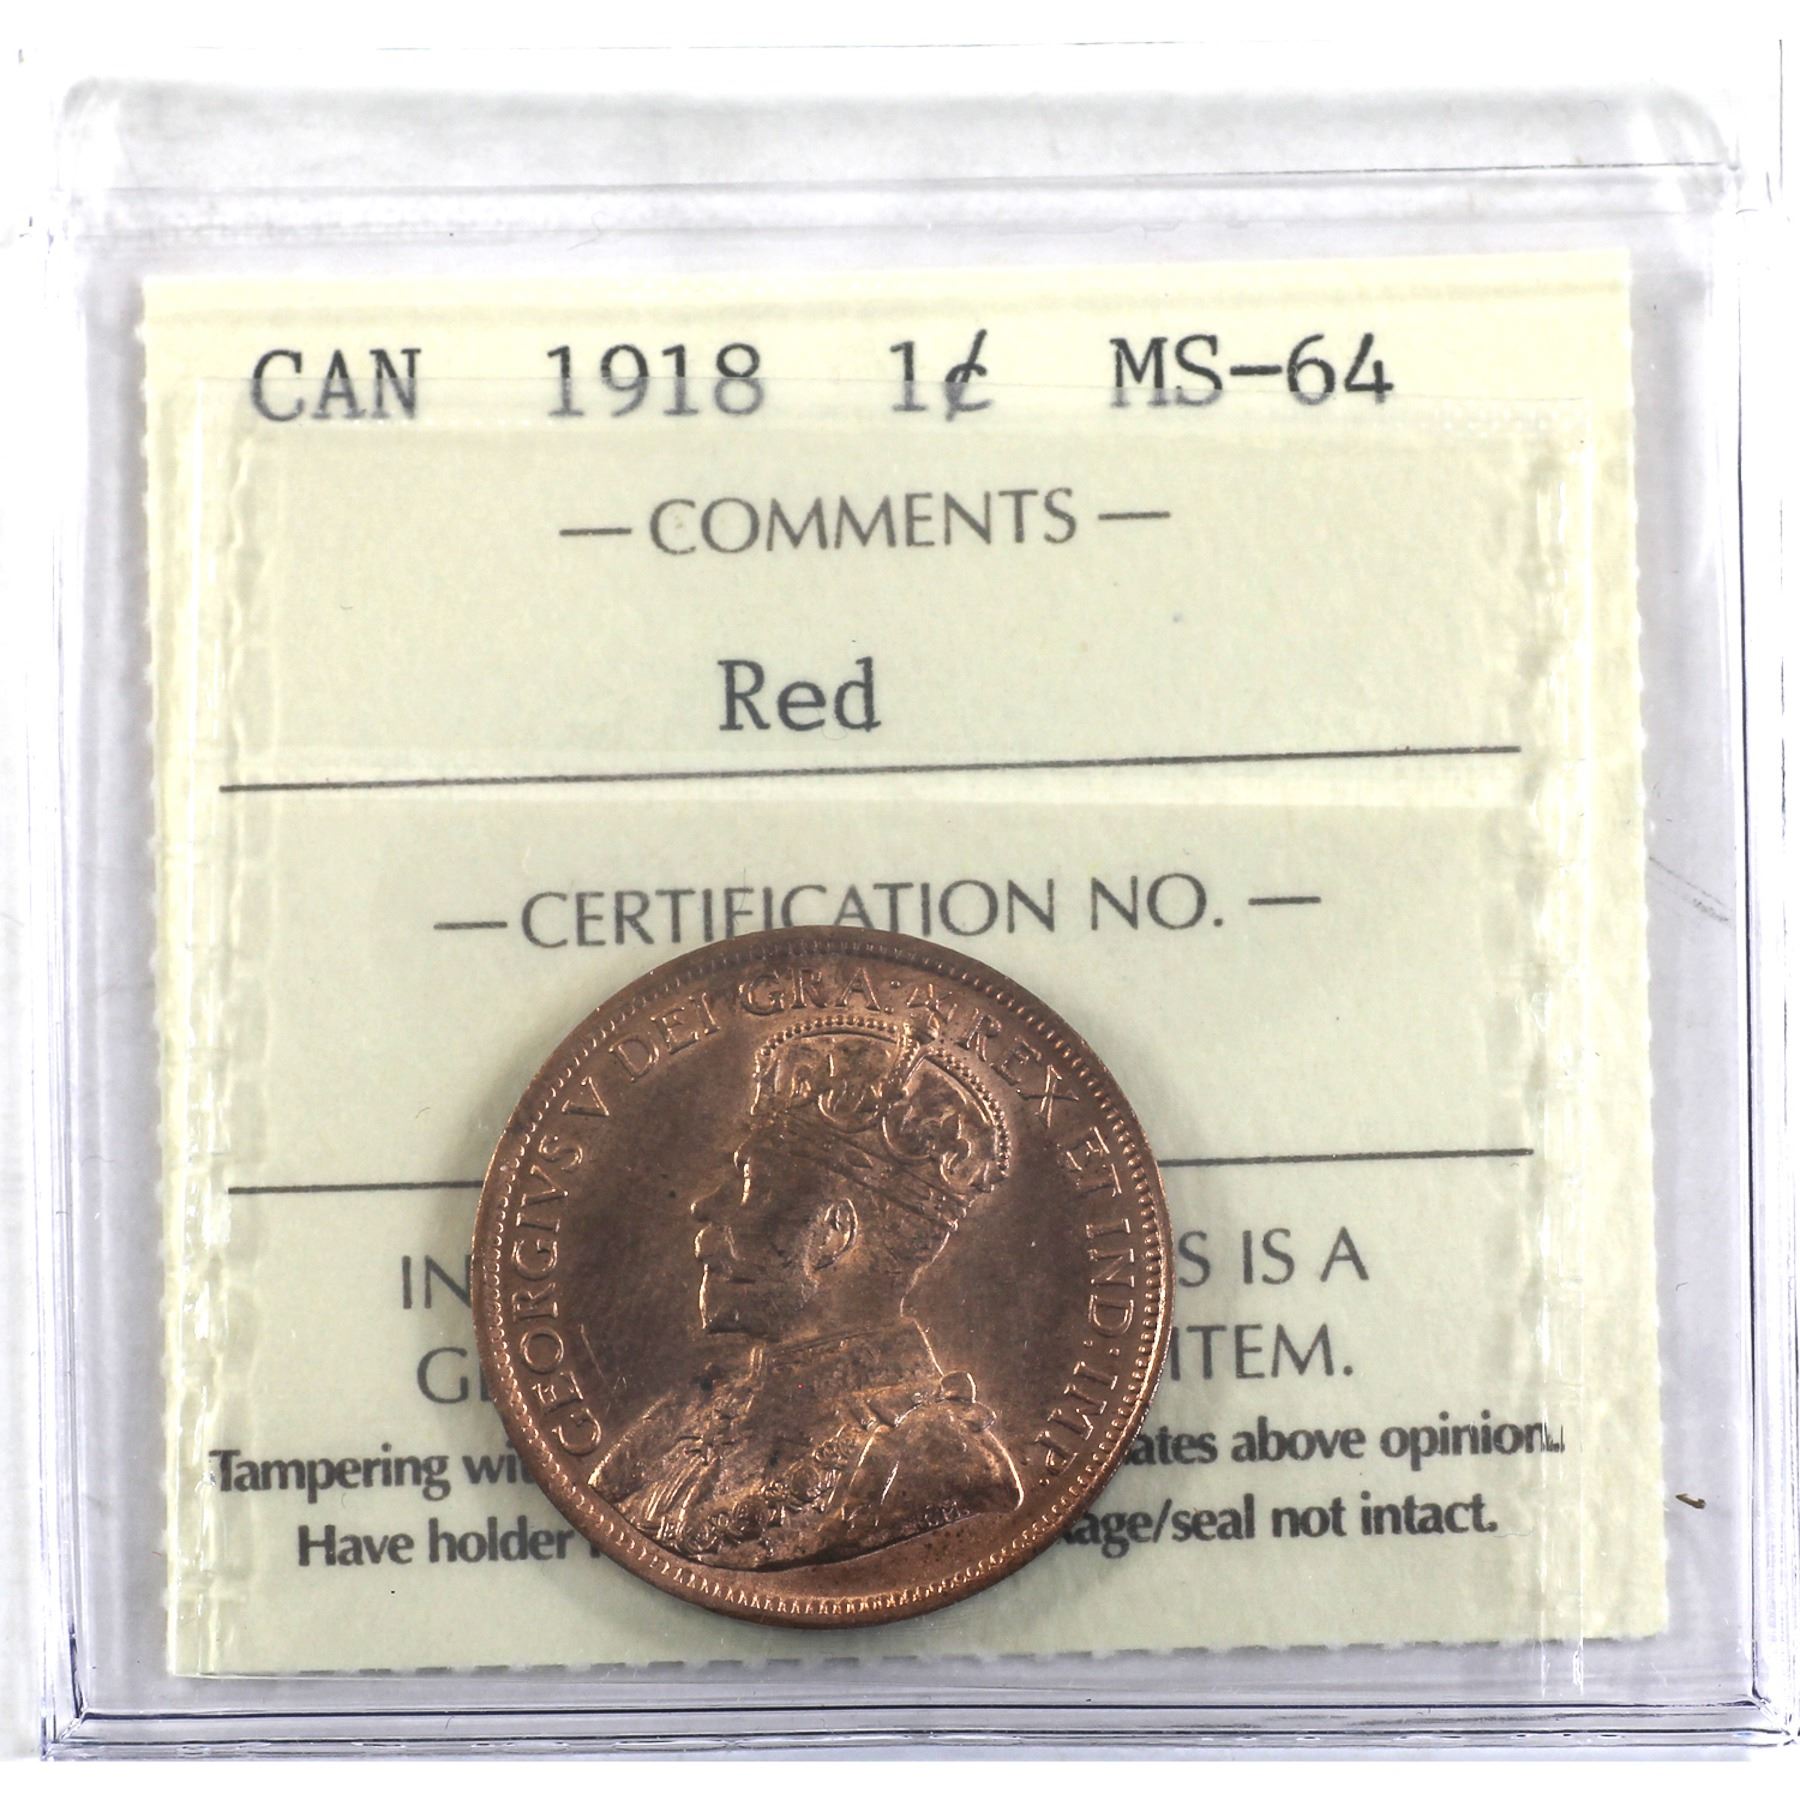 CAN 1918 1¢ MS-64
— COMMENTS —
Red
— CERTIFICATION NO. —
GEORGIVS V DEI GRA: REX ET IND: IMP:
IN S IS A
G ITEM.
Tampering wi ates above opinion.
Have holder age/seal not intact.